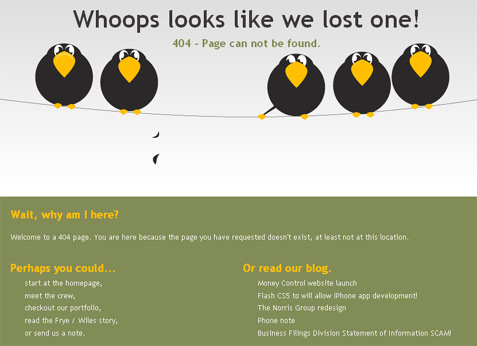 Whoops looks like we lost one!
404 - Page can not be found.
Wait, why am I here?
Welcome to a 404 page. You are here because the page you have requested doesn't exist, at least not at this location.
Perhaps you could...
start at the homepage,
meet the crew,
checkout our portfolio,
read the Frye / Wiles story,
or send us a note.
Or read our blog.
Money Control website launch
Flash CS5 to will allow iPhone app development!
The Norris Group redesign
Phone note
Business Filings Division Statement of Information SCAM!